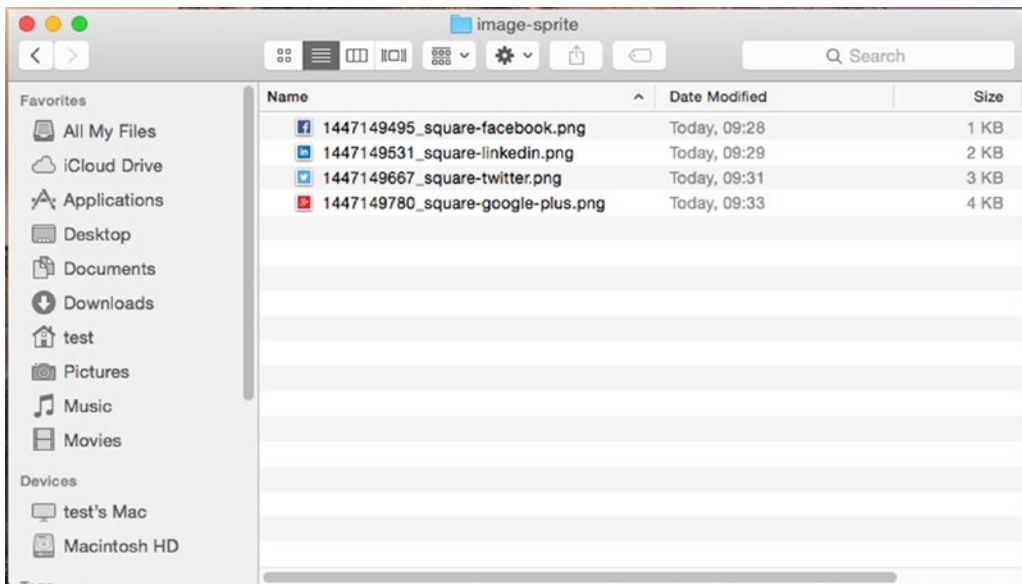 image-sprite
Search
Favorites
All My Files
iCloud Drive
Applications
Desktop
Documents
Downloads
test
Pictures
Music
Movies
Devices
test's Mac
Macintosh HD
Name Date Modified Size
1447149495_square-facebook.png Today, 09:28 1 KB
1447149531_square-linkedin.png Today, 09:29 2 KB
1447149667_square-twitter.png Today, 09:31 3 KB
1447149780_square-google-plus.png Today, 09:33 4 KB